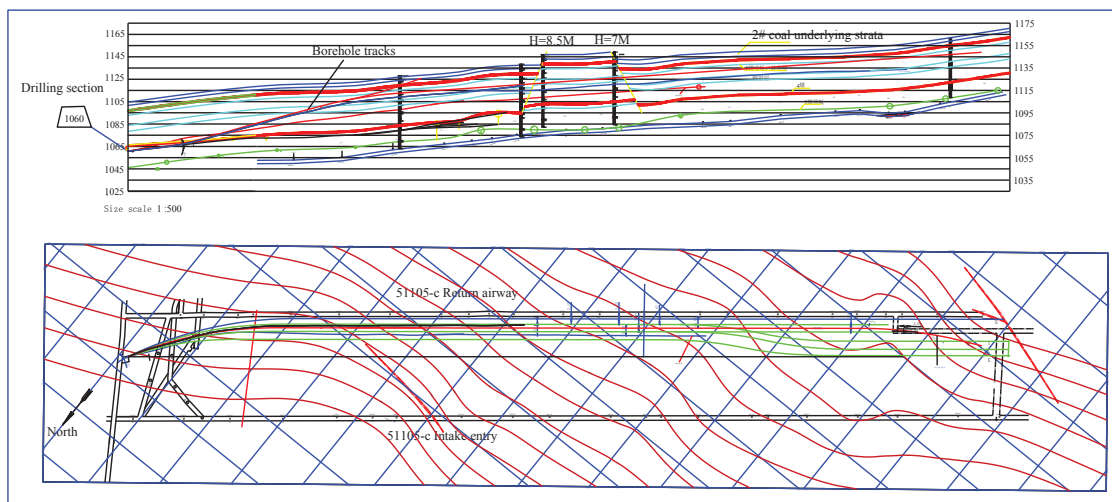 1165
1175
H=8.5M
H=7M
2# coal underlying strata
1145
1155
Borehole tracks
1125
1135
Drilling section
1105
1115
1060
1085
1095
1065
1075
1045
1055
1025
1035
Size scale 1:500
51105-c Return airway
North
51105-c Intake entry